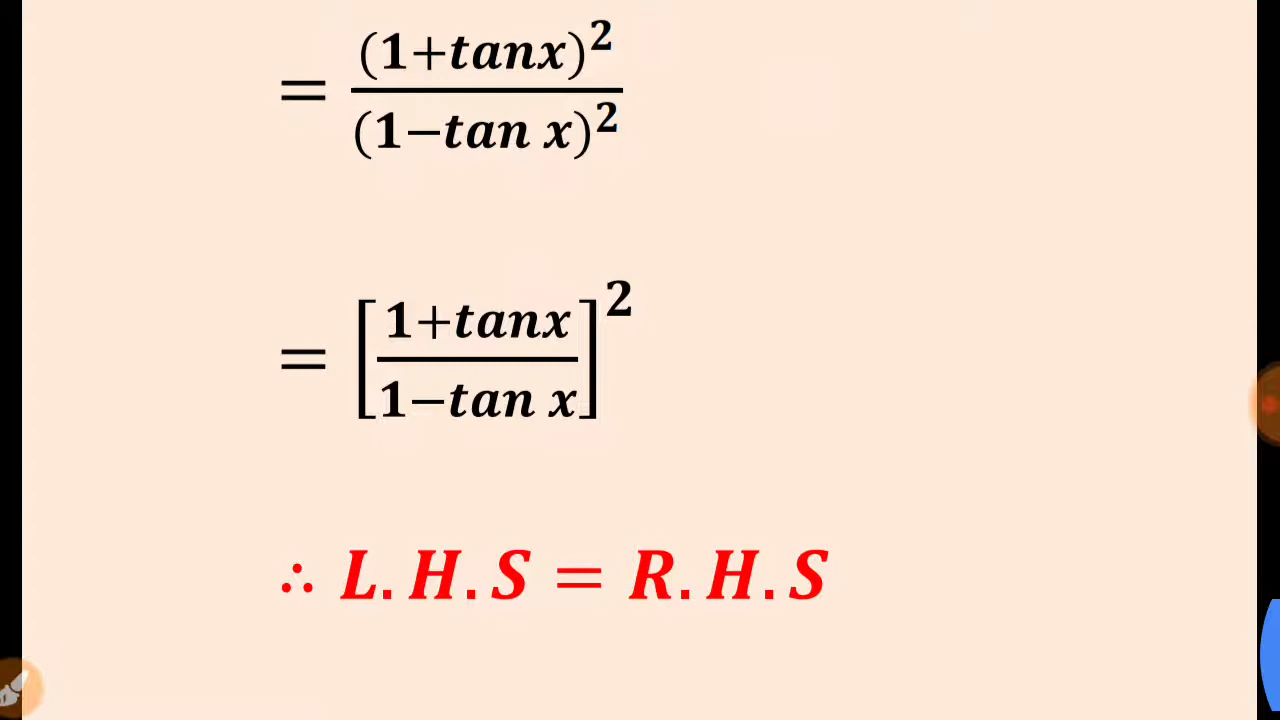 = (1+tanx)² / (1−tan x)²
= [1+tanx / 1−tan x]²
∴ L.H.S = R.H.S